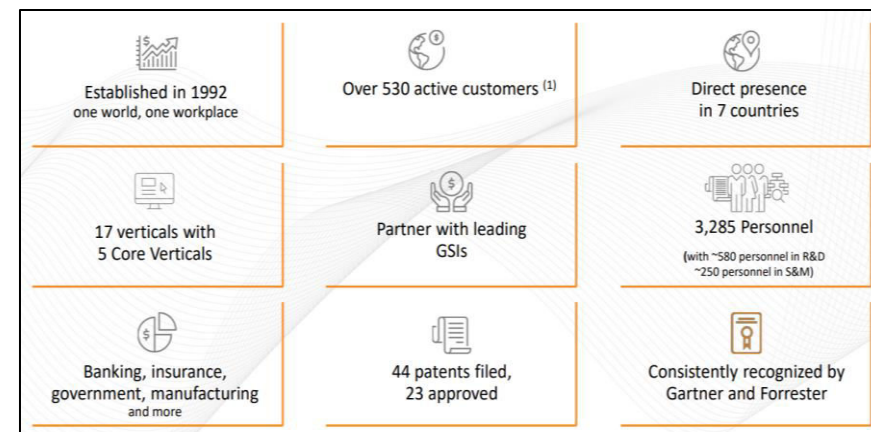 Established in 1992
one world, one workplace
Over 530 active customers (1)
Direct presence
in 7 countries
17 verticals with
5 Core Verticals
Partner with leading
GSIs
3,285 Personnel
(with ~580 personnel in R&D
~250 personnel in S&M)
Banking, insurance,
government, manufacturing
and more
44 patents filed,
23 approved
Consistently recognized by
Gartner and Forrester